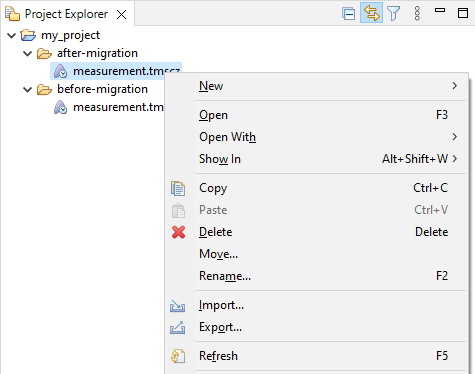 Project Explorer
my_project
after-migration
measurement.tmscz
before-migration
measurement.tm
New
Open F3
Open With
Show In Alt+Shift+W
Copy Ctrl+C
Paste Ctrl+V
Delete Delete
Move...
Rename... F2
Import...
Export...
Refresh F5